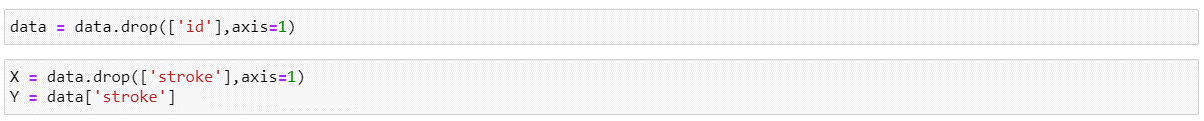 data = data.drop(['id'],axis=1)
X = data.drop(['stroke'],axis=1)
Y = data['stroke']